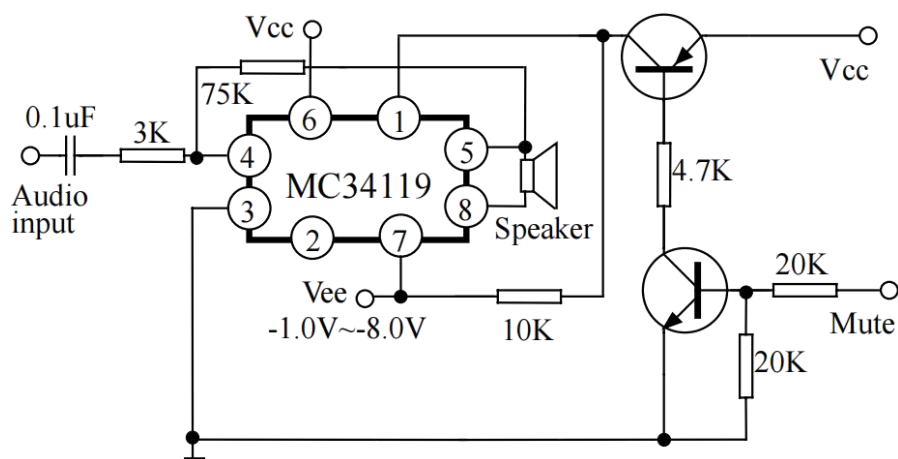 Vcc
Vcc
75K
0.1uF
3K
6
1
4
5
4.7K
Audio
input
MC34119
3
8
Speaker
2
7
20K
Vee
-1.0V~-8.0V
10K
Mute
20K